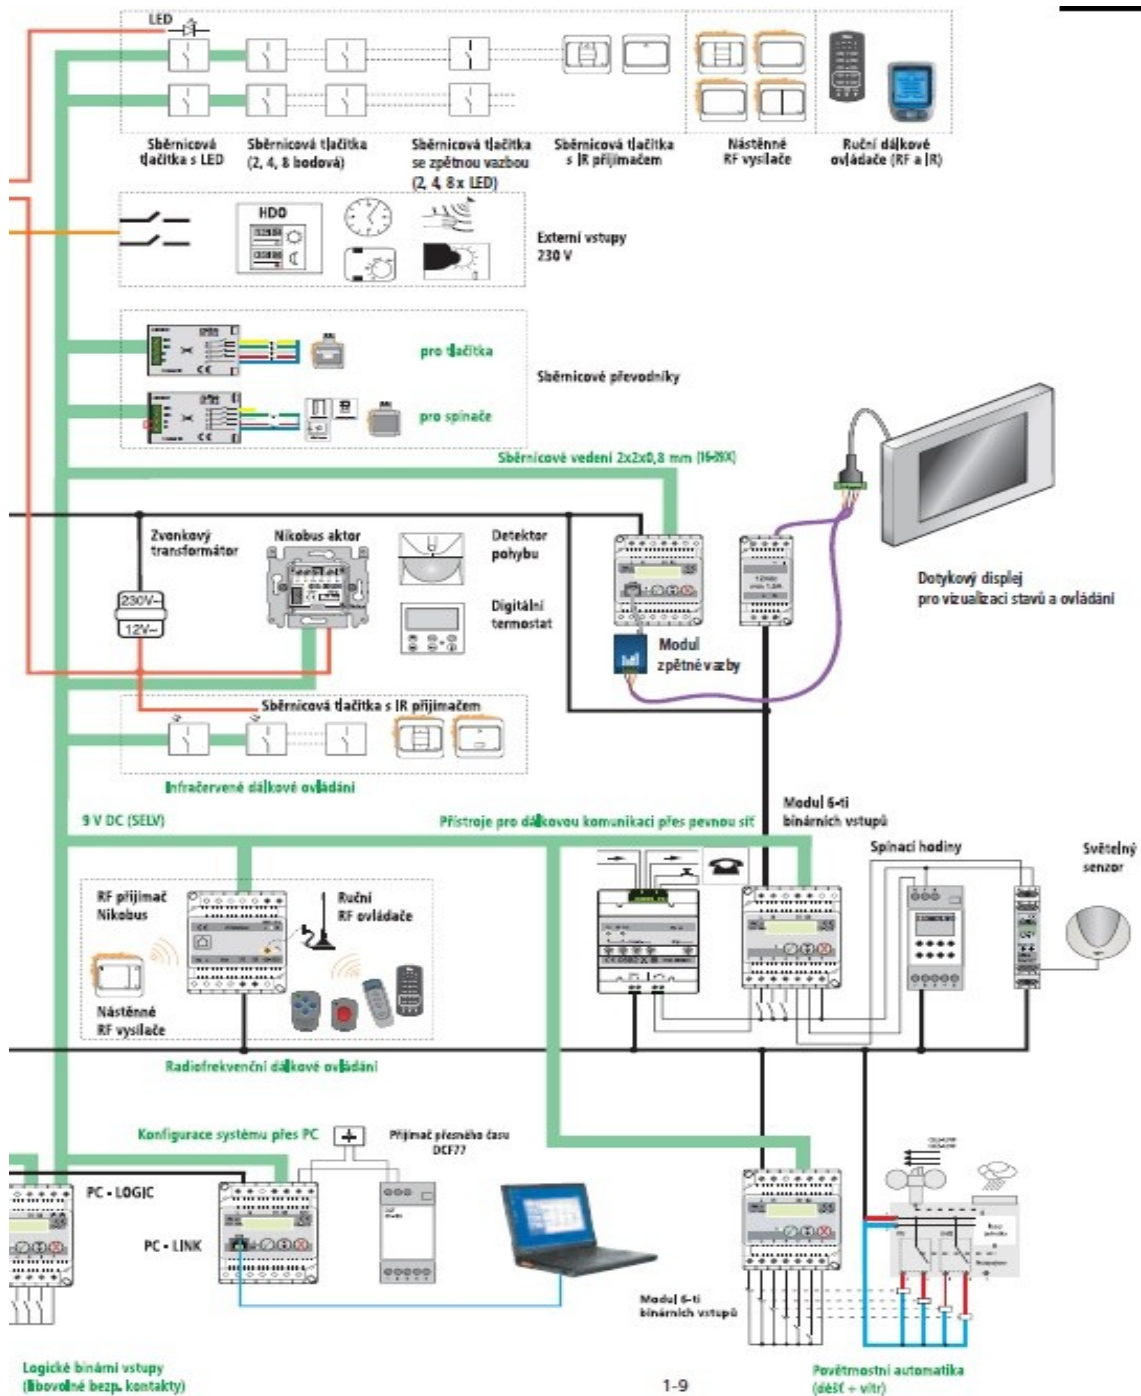 LED
Sběrnicová
tlačítka s LED
Sběrnicová tlačítka
(2, 4, 8 bodová)
Sběrnicová tlačítka
se zpětnou vazbou
(2, 4, 8x LED)
Sběrnicová tlačítka
s IR přijímačem
Nástěnné
RF vysílače
Ruční dálkové
ovládače (RF a IR)
HDO
Externí vstupy
230 V
pro tlačítka
Sběrnicové převodníky
pro spínače
Sběrnicové vedení 2x2x0,8 mm
Zvonkový
transformátor
Nikobus aktor
Detektor
pohybu
230V~
12V~
Digitální
termostat
Modul
zpětné vazby
Dotykový displej
pro vizualizaci stavů a ovládání
Sběrnicová tlačítka s IR přijímačem
Infračervené dálkové ovládání
9 V DC (SELV)
Přístroje pro dálkovou komunikaci přes pevnou síť
Modul 6-ti
binárních vstupů
Spínací hodiny
Světelný
senzor
RF přijímač
Nikobus
Ruční
RF ovládače
Nástěnné
RF vysílače
Radiofrekvenční dálkové ovládání
Konfigurace systému přes PC
Přijímač přesného času
DCF77
PC - LOGIC
PC - LINK
Modul 6-ti
binárních vstupů
Logické binární vstupy
(libovolné bezp. kontakty)
1-9
Povětrnostní automatika
(déšť + vítr)